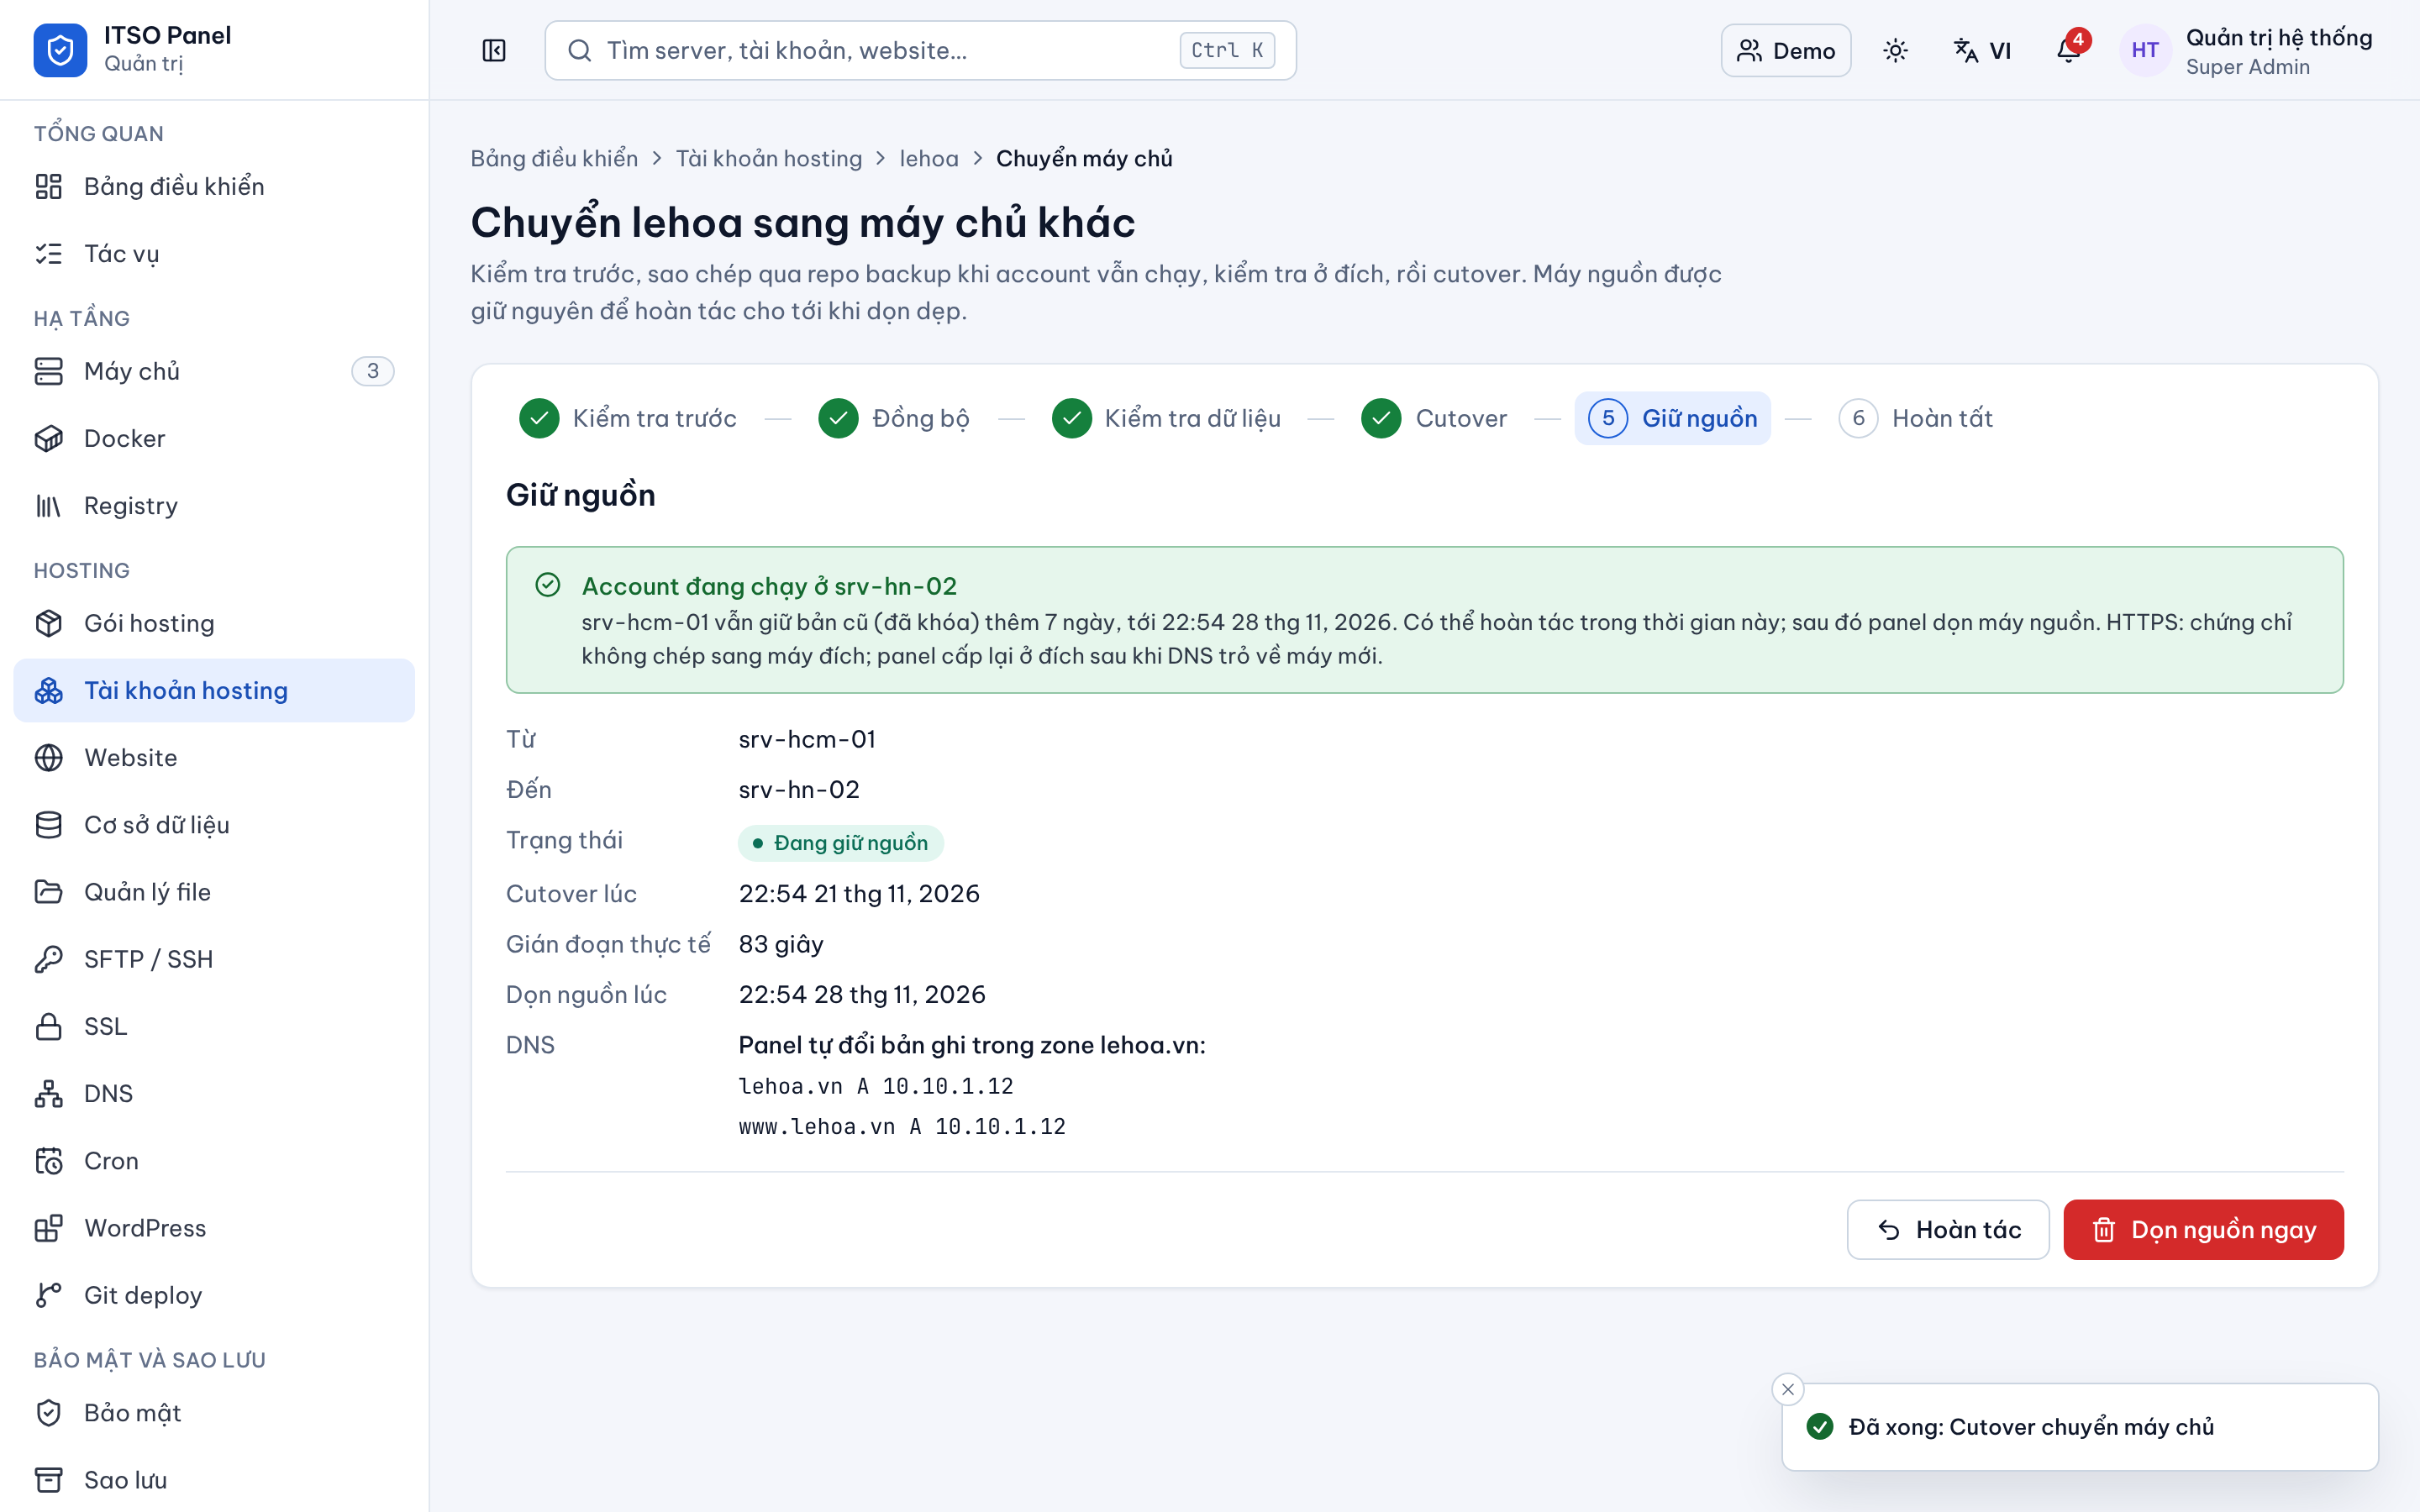 ITSO Panel
Quản trị
Tìm server, tài khoản, website...
Ctrl K
Demo
VI
4
HT
Quản trị hệ thống
Super Admin
TỔNG QUAN
Bảng điều khiển
Tác vụ
HẠ TẦNG
Máy chủ
3
Docker
Registry
HOSTING
Gói hosting
Tài khoản hosting
Website
Cơ sở dữ liệu
Quản lý file
SFTP / SSH
SSL
DNS
Cron
WordPress
Git deploy
BẢO MẬT VÀ SAO LƯU
Bảo mật
Sao lưu
Bảng điều khiển > Tài khoản hosting > lehoa > Chuyển máy chủ
Chuyển lehoa sang máy chủ khác
Kiểm tra trước, sao chép qua repo backup khi account vẫn chạy, kiểm tra ở đích, rồi cutover. Máy nguồn được
giữ nguyên để hoàn tác cho tới khi dọn dẹp.
Kiểm tra trước — Đồng bộ — Kiểm tra dữ liệu — Cutover — 5 Giữ nguồn — 6 Hoàn tất
Giữ nguồn
Account đang chạy ở srv-hn-02
srv-hcm-01 vẫn giữ bản cũ (đã khóa) thêm 7 ngày, tới 22:54 28 thg 11, 2026. Có thể hoàn tác trong thời gian này; sau đó panel dọn máy nguồn. HTTPS: chứng chỉ
không chép sang máy đích; panel cấp lại ở đích sau khi DNS trỏ về máy mới.
Từ srv-hcm-01
Đến srv-hn-02
Trạng thái Đang giữ nguồn
Cutover lúc 22:54 21 thg 11, 2026
Gián đoạn thực tế 83 giây
Dọn nguồn lúc 22:54 28 thg 11, 2026
DNS Panel tự đổi bản ghi trong zone lehoa.vn:
lehoa.vn A 10.10.1.12
www.lehoa.vn A 10.10.1.12
Hoàn tác
Dọn nguồn ngay
Đã xong: Cutover chuyển máy chủ